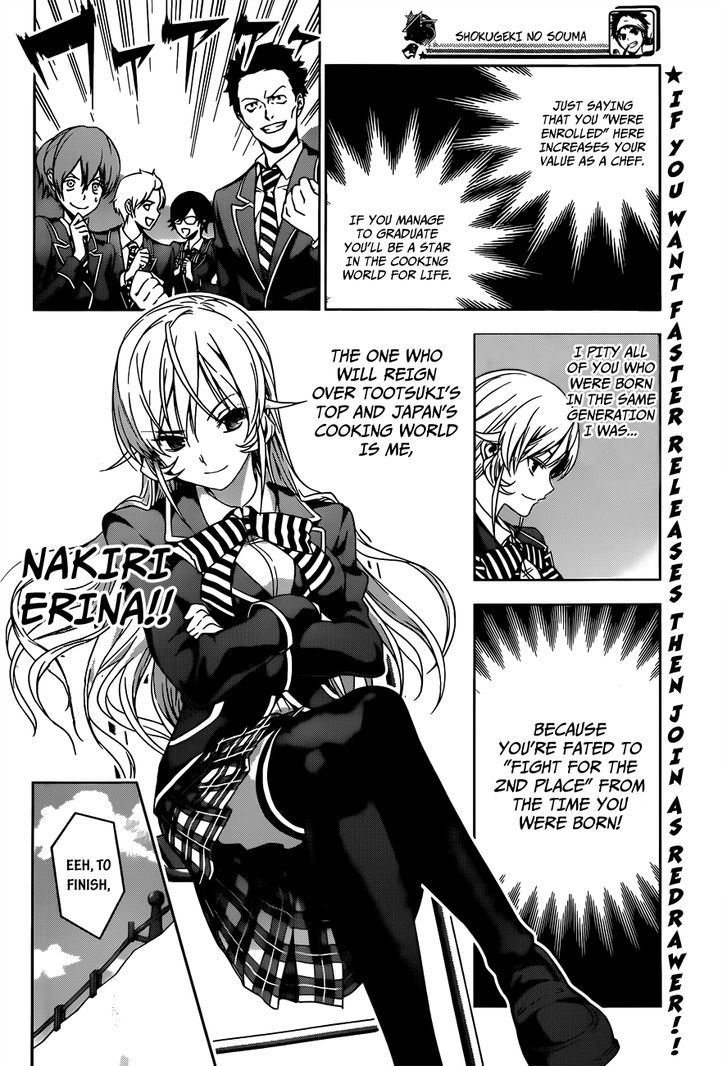 SHOKUGEKI NO SOUMA
JUST SAYING
THAT YOU "WERE
ENROLLED" HERE
INCREASES YOUR
VALUE AS A CHEF.
IF YOU MANAGE
TO GRADUATE
YOU'LL BE A STAR
IN THE COOKING
WORLD FOR LIFE.
I PITY ALL
OF YOU WHO
WERE BORN
IN THE SAME
GENERATION
I WAS...
BECAUSE
YOU'RE FATED TO
"FIGHT FOR THE
2ND PLACE" FROM
THE TIME YOU
WERE BORN!
THE ONE WHO
WILL REIGN
OVER TOOTSUKI'S
TOP AND JAPAN'S
COOKING WORLD
IS ME,
NAKIRI
ERINA!!
EEH, TO
FINISH,
★IF YOU WANT FASTER RELEASES THEN JOIN AS REDRAWER!!